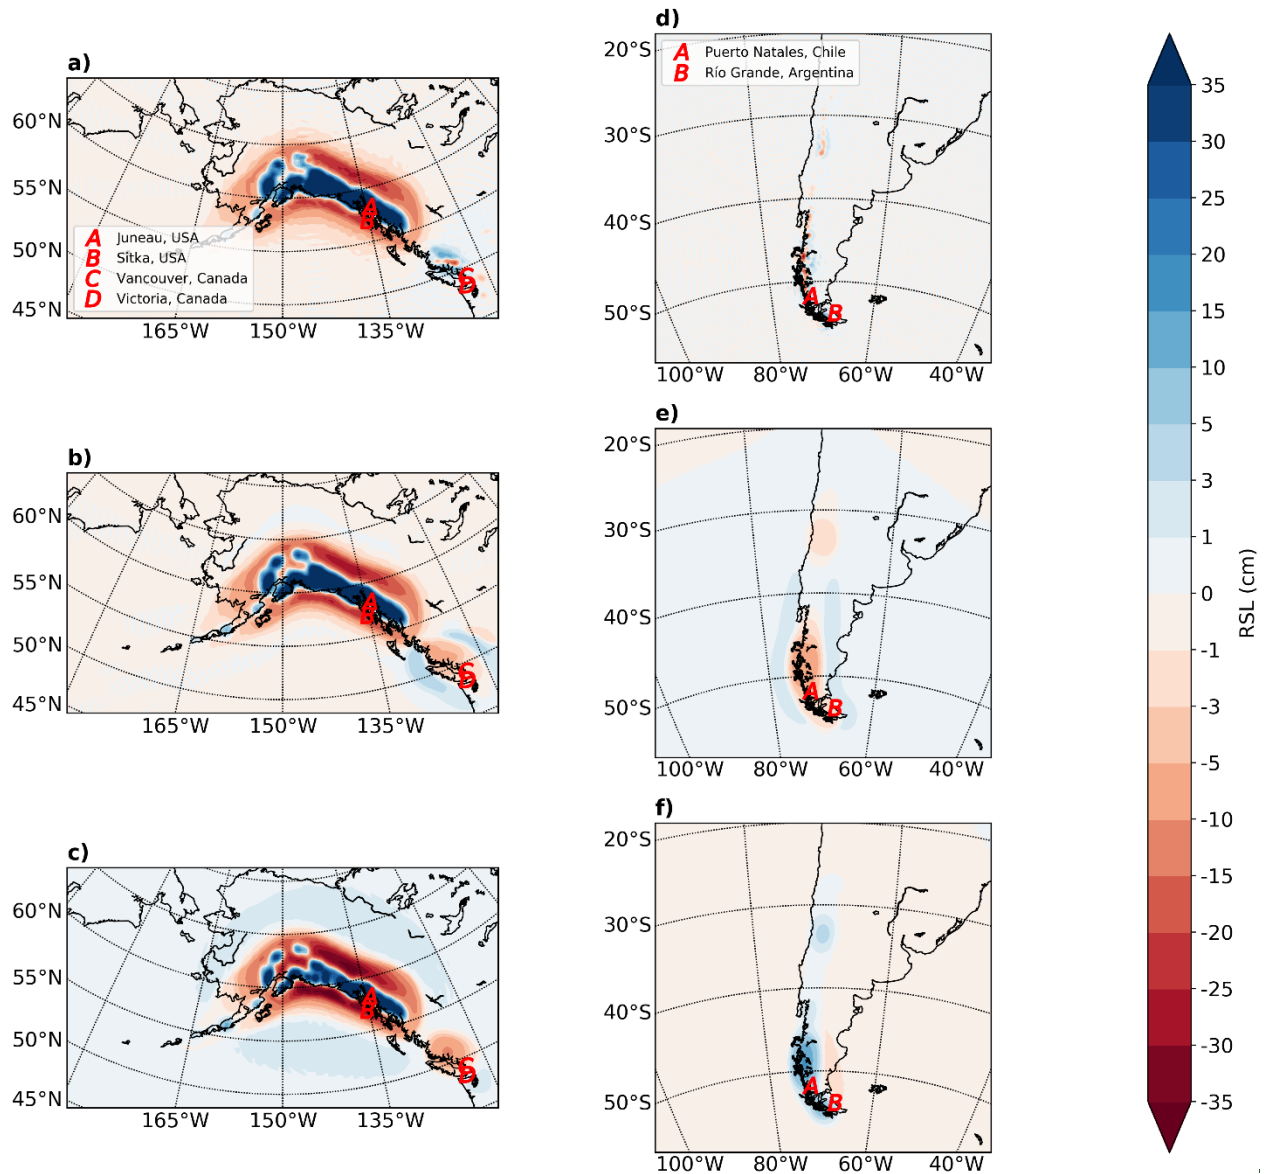 a)
60°N
55°N
50°N
45°N
A Juneau, USA
B Sitka, USA
C Vancouver, Canada
D Victoria, Canada
A
B
C
D
165°W 150°W 135°W
b)
60°N
55°N
50°N
45°N
A
B
C
D
165°W 150°W 135°W
c)
60°N
55°N
50°N
45°N
A
B
C
D
165°W 150°W 135°W
d)
20°S
30°S
40°S
50°S
A Puerto Natales, Chile
B Río Grande, Argentina
A
B
100°W 80°W 60°W 40°W
e)
20°S
30°S
40°S
50°S
A
B
100°W 80°W 60°W 40°W
f)
20°S
30°S
40°S
50°S
A
B
100°W 80°W 60°W 40°W
35
30
25
20
15
10
5
3
1
0
-1
-3
-5
-10
-15
-20
-25
-30
-35
RSL (cm)